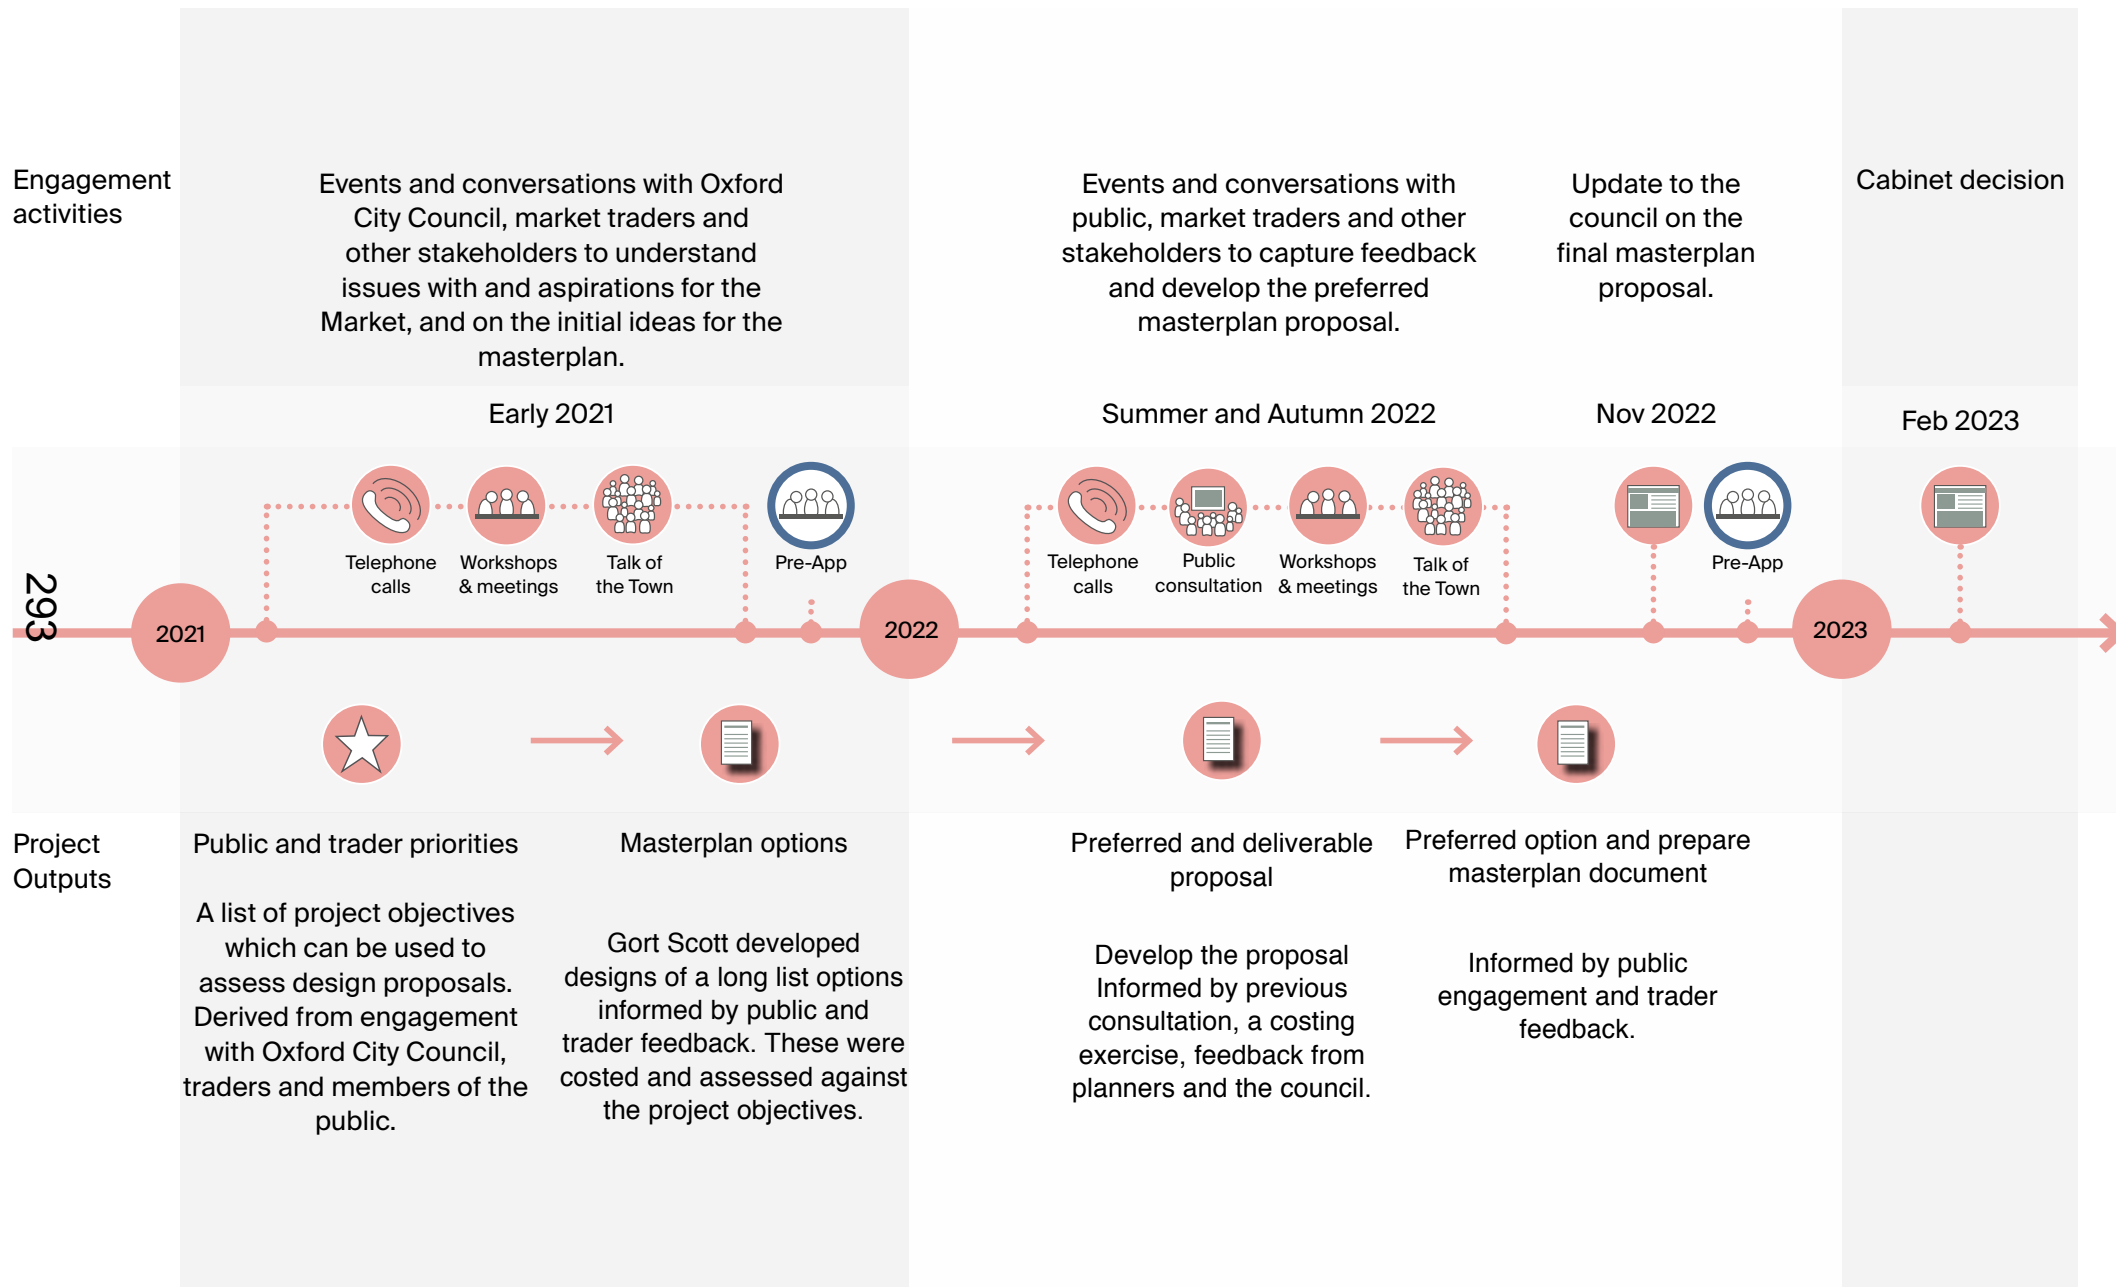 Engagement
activities
Events and conversations with Oxford
City Council, market traders and
other stakeholders to understand
issues with and aspirations for the
Market, and on the initial ideas for the
masterplan.
Events and conversations with
public, market traders and other
stakeholders to capture feedback
and develop the preferred
masterplan proposal.
Update to the
council on the
final masterplan
proposal.
Cabinet decision
Early 2021
Summer and Autumn 2022
Nov 2022
Feb 2023
Telephone
calls
Workshops
& meetings
Talk of
the Town
Pre-App
Telephone
calls
Public
consultation
Workshops
& meetings
Talk of
the Town
Pre-App
293
2021
2022
2023
Project
Outputs
Public and trader priorities
A list of project objectives
which can be used to
assess design proposals.
Derived from engagement
with Oxford City Council,
traders and members of the
public.
Masterplan options
Gort Scott developed
designs of a long list options
informed by public and
trader feedback. These were
costed and assessed against
the project objectives.
Preferred and deliverable
proposal
Develop the proposal
Informed by previous
consultation, a costing
exercise, feedback from
planners and the council.
Preferred option and prepare
masterplan document
Informed by public
engagement and trader
feedback.